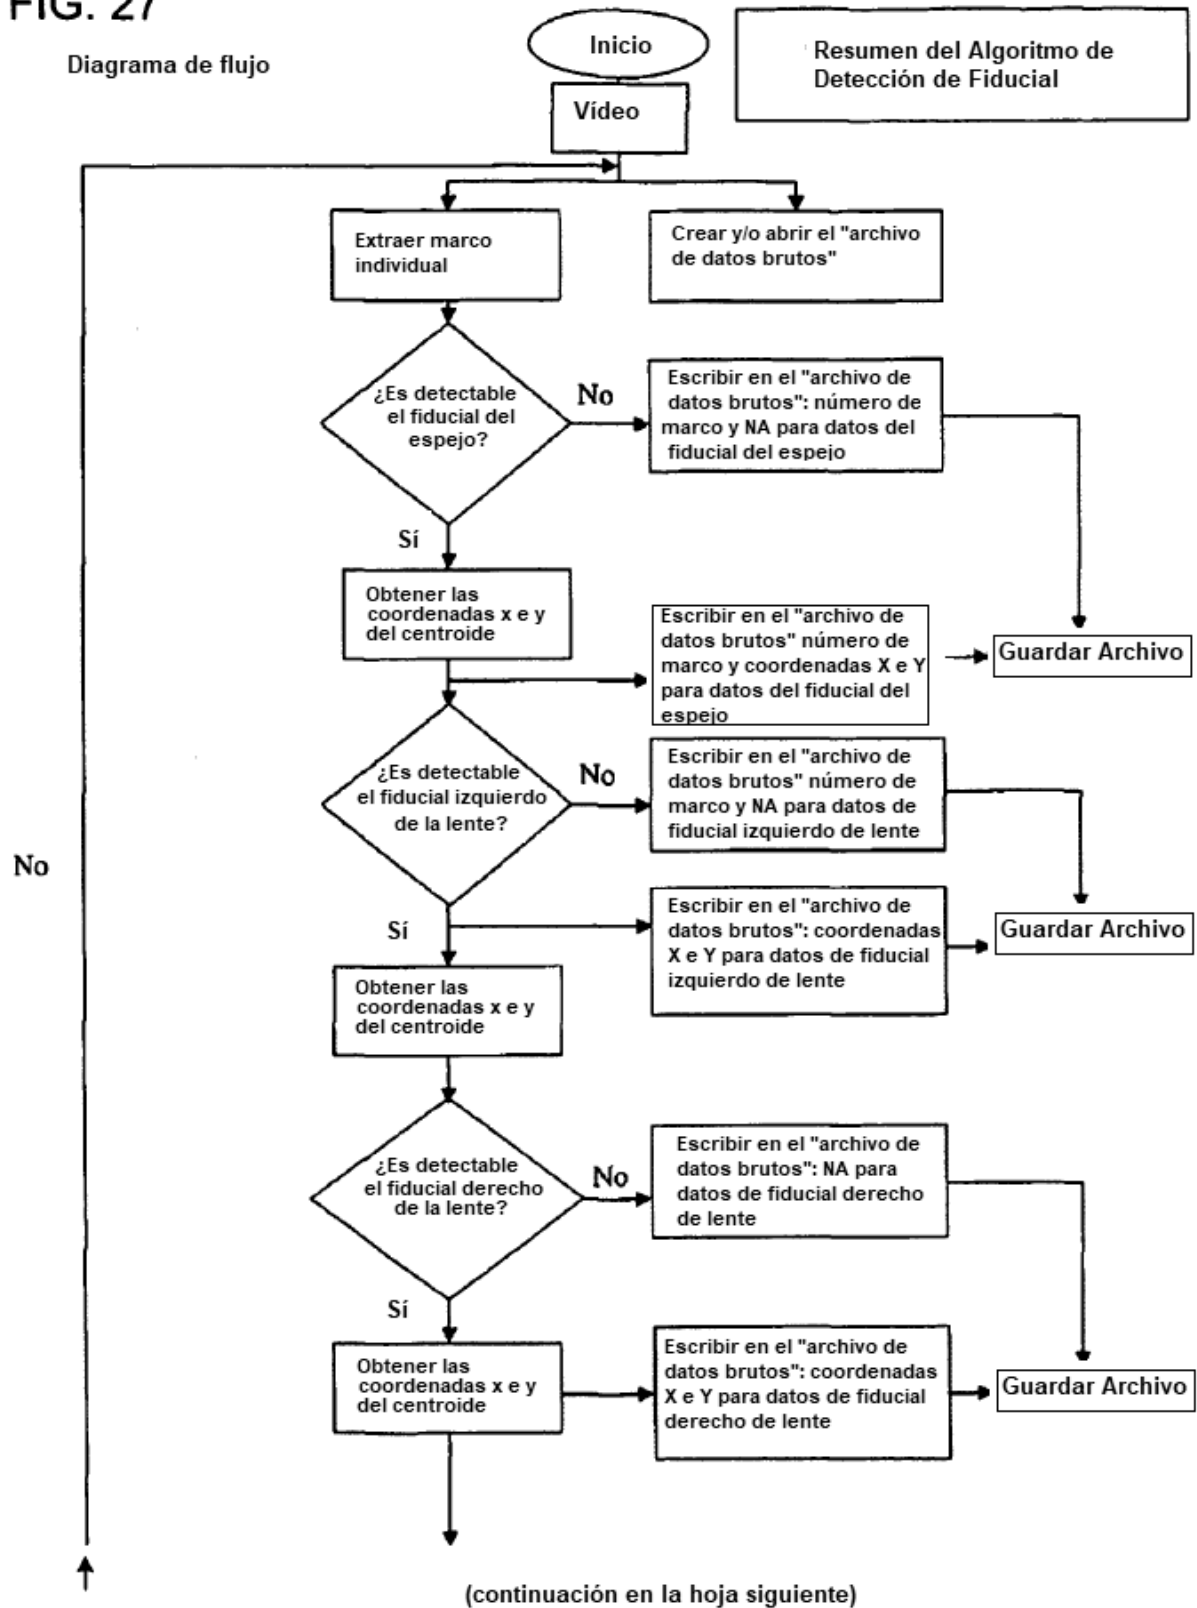 FIG. 27
Diagrama de flujo
Inicio
Resumen del Algoritmo de
Detección de Fiducial
Vídeo
Extraer marco
individual
Crear y/o abrir el "archivo
de datos brutos"
¿Es detectable
el fiducial del
espejo?
No
Escribir en el "archivo de
datos brutos": número de
marco y NA para datos del
fiducial del espejo
Sí
Obtener las
coordenadas x e y
del centroide
Escribir en el "archivo de
datos brutos" número de
marco y coordenadas X e Y
para datos del fiducial del
espejo
Guardar Archivo
¿Es detectable
el fiducial izquierdo
de la lente?
No
Escribir en el "archivo de
datos brutos" número de
marco y NA para datos de
fiducial izquierdo de lente
No
Sí
Escribir en el "archivo de
datos brutos": coordenadas
X e Y para datos de fiducial
izquierdo de lente
Guardar Archivo
Obtener las
coordenadas x e y
del centroide
¿Es detectable
el fiducial derecho
de la lente?
No
Escribir en el "archivo de
datos brutos": NA para
datos de fiducial derecho
de lente
Sí
Obtener las
coordenadas x e y
del centroide
Escribir en el "archivo de
datos brutos": coordenadas
X e Y para datos de fiducial
derecho de lente
Guardar Archivo
(continuación en la hoja siguiente)